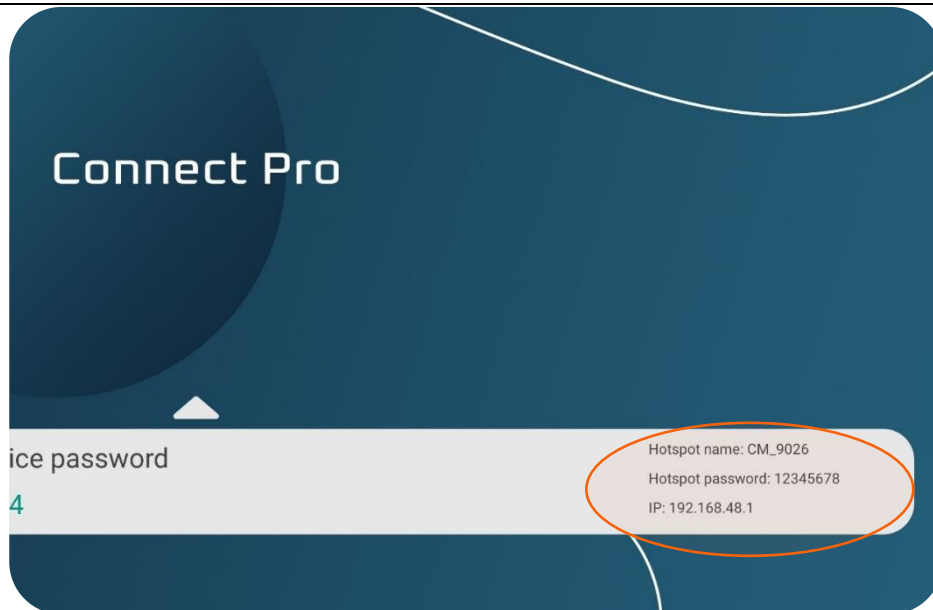 Connect Pro
ice password
4
Hotspot name: CM_9026
Hotspot password: 12345678
IP: 192.168.48.1